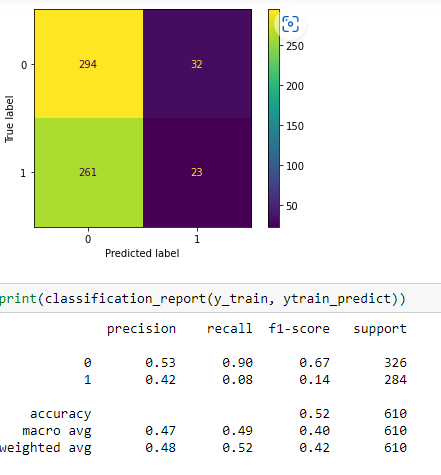 250
0
294
32
200
True label
150
1
261
23
100
50
0
1
Predicted label
print(classification_report(y_train, ytrain_predict))
precision recall f1-score support
0 0.53 0.90 0.67 326
1 0.42 0.08 0.14 284
accuracy 0.52 610
macro avg 0.47 0.49 0.40 610
weighted avg 0.48 0.52 0.42 610